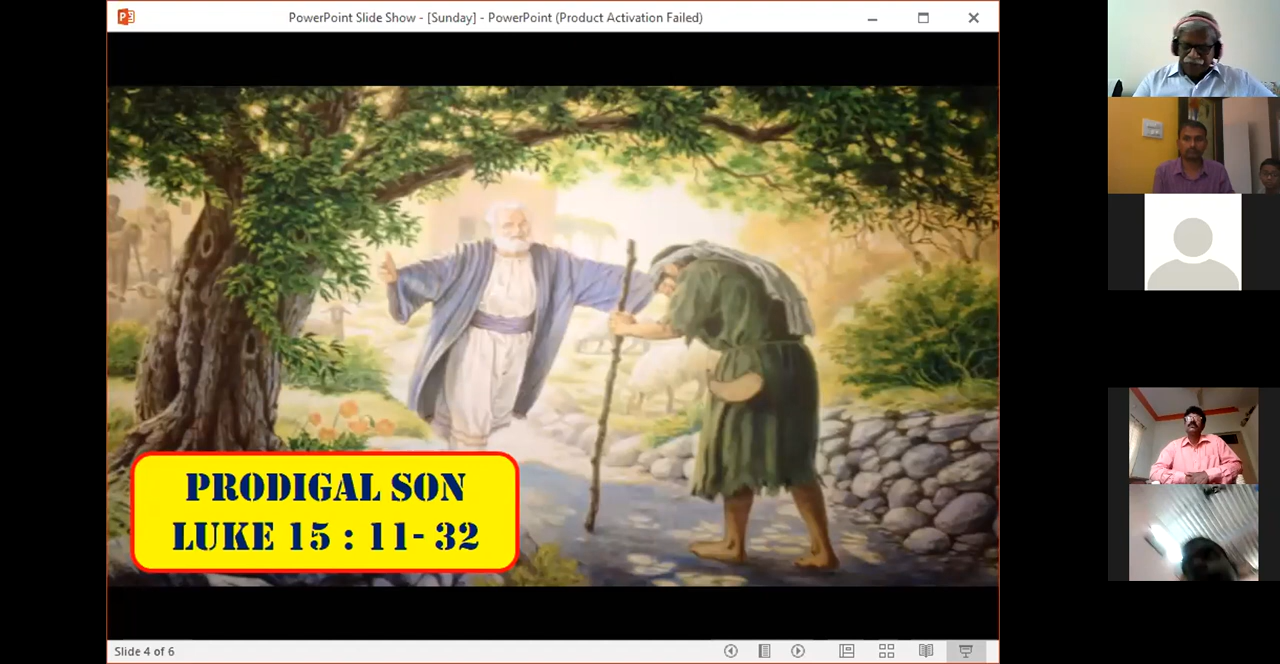 PowerPoint Slide Show - [Sunday] - PowerPoint (Product Activation Failed)
PRODIGAL SON
LUKE 15 : 11- 32
Slide 4 of 6